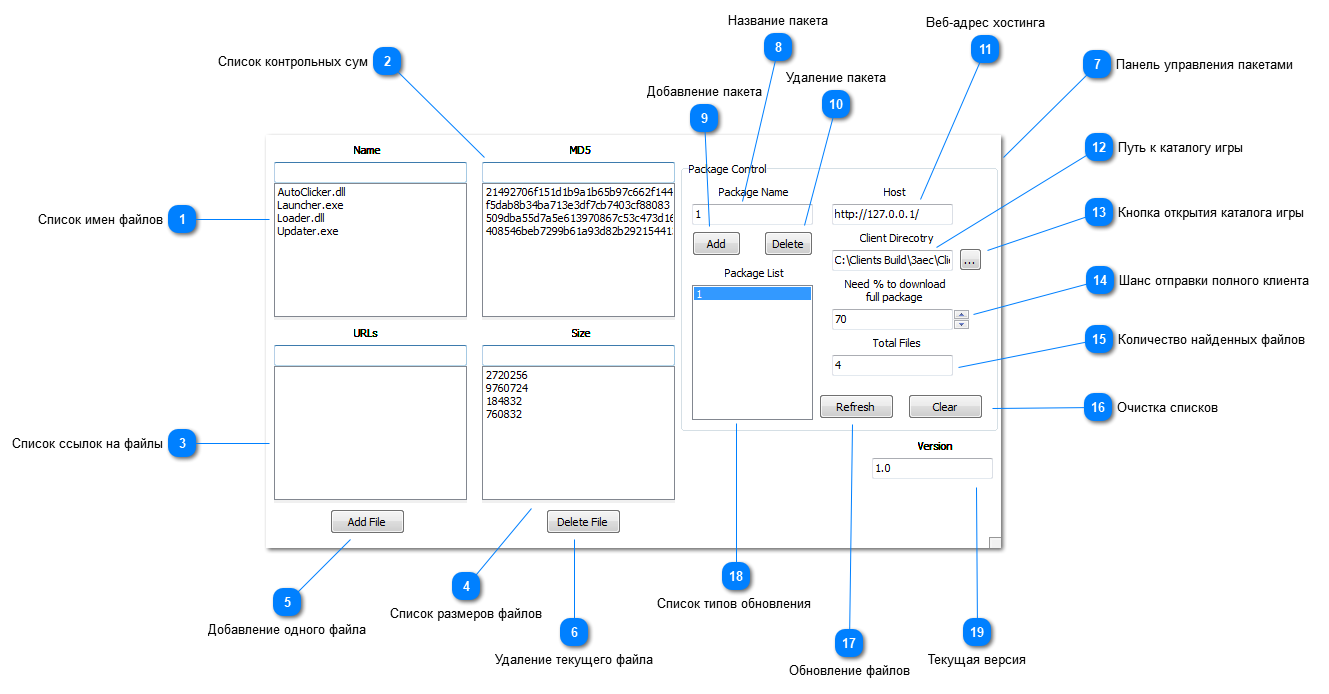 Название пакета
8
Веб-адрес хостинга
11
Список контрольных сум
2
Удаление пакета
10
7
Панель управления пакетами
Добавление пакета
9
12
Путь к каталогу игры
13
Кнопка открытия каталога игры
14
Шанс отправки полного клиента
15
Количество найденных файлов
16
Очистка списков
Список имен файлов
1
Список ссылок на файлы
3
Name
AutoClicker.dll
Launcher.exe
Loader.dll
Updater.exe
MD5
21492706f151d1b9a1b65b97c662f144
f5dab8b34ba713e3df7cb7403cf88083
509dba55d7a5e613970867c53c473d16
408546beb7299b61a93d82b29215441
URLs
Size
2720256
9760724
184832
760832
Add File
Delete File
Package Control
Package Name
1
Add
Delete
Package List
1
Host
http://127.0.0.1/
Client Direcotry
C:\Clients Build\3aec\Cli
...
Need % to download
full package
70
Total Files
4
Refresh
Clear
Version
1.0
5
Добавление одного файла
4
Список размеров файлов
6
Удаление текущего файла
18
Список типов обновления
17
Обновление файлов
19
Текущая версия